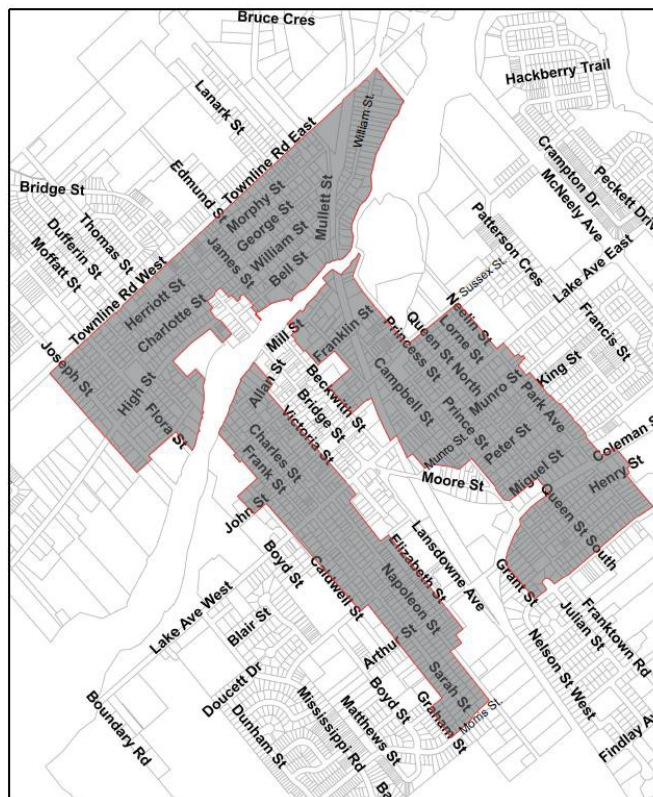 Bruce Cres
Hackberry Trail
Lanark St
William St.
Townline Rd East
Crampton Dr
Peckett Driv
McNeely Ave
Edmund St
Bridge St
Morphy St
George St
Mullett St
William St
Thomas St
Dufferin St
Moffatt St
James St
Bell St
Patterson Cres
Lake Ave East
Sussex St
Townline Rd West
Herriott St
Charlotte St
Neelin St
Lorne St
Francis St
Queen St North
Princess St
Mill St
Franklin St
King St
Joseph St
High St
Allan St
Beckwith St
Munro St
Park Ave
Campbell St
Flora St
Bridge St
Prince St
Victoria St
Peter St
Coleman S
Charles St
Munro St.
Miguel St
Frank St
Moore St
Henry St
John St
Queen St South
Boyd St
Elizabeth St
Lansdowne Ave
Grant St
Caldwell St
Napoleon St
Franktown Rd
Julian St
Lake Ave West
Blair St
Arthur St
Nelson St West
Sarah St
Doucett Dr
Boyd St
Graham St
Morris St.
Boundary Rd
Mississippi Rd
Matthews St
Dunham St
Findlay Av
Ba